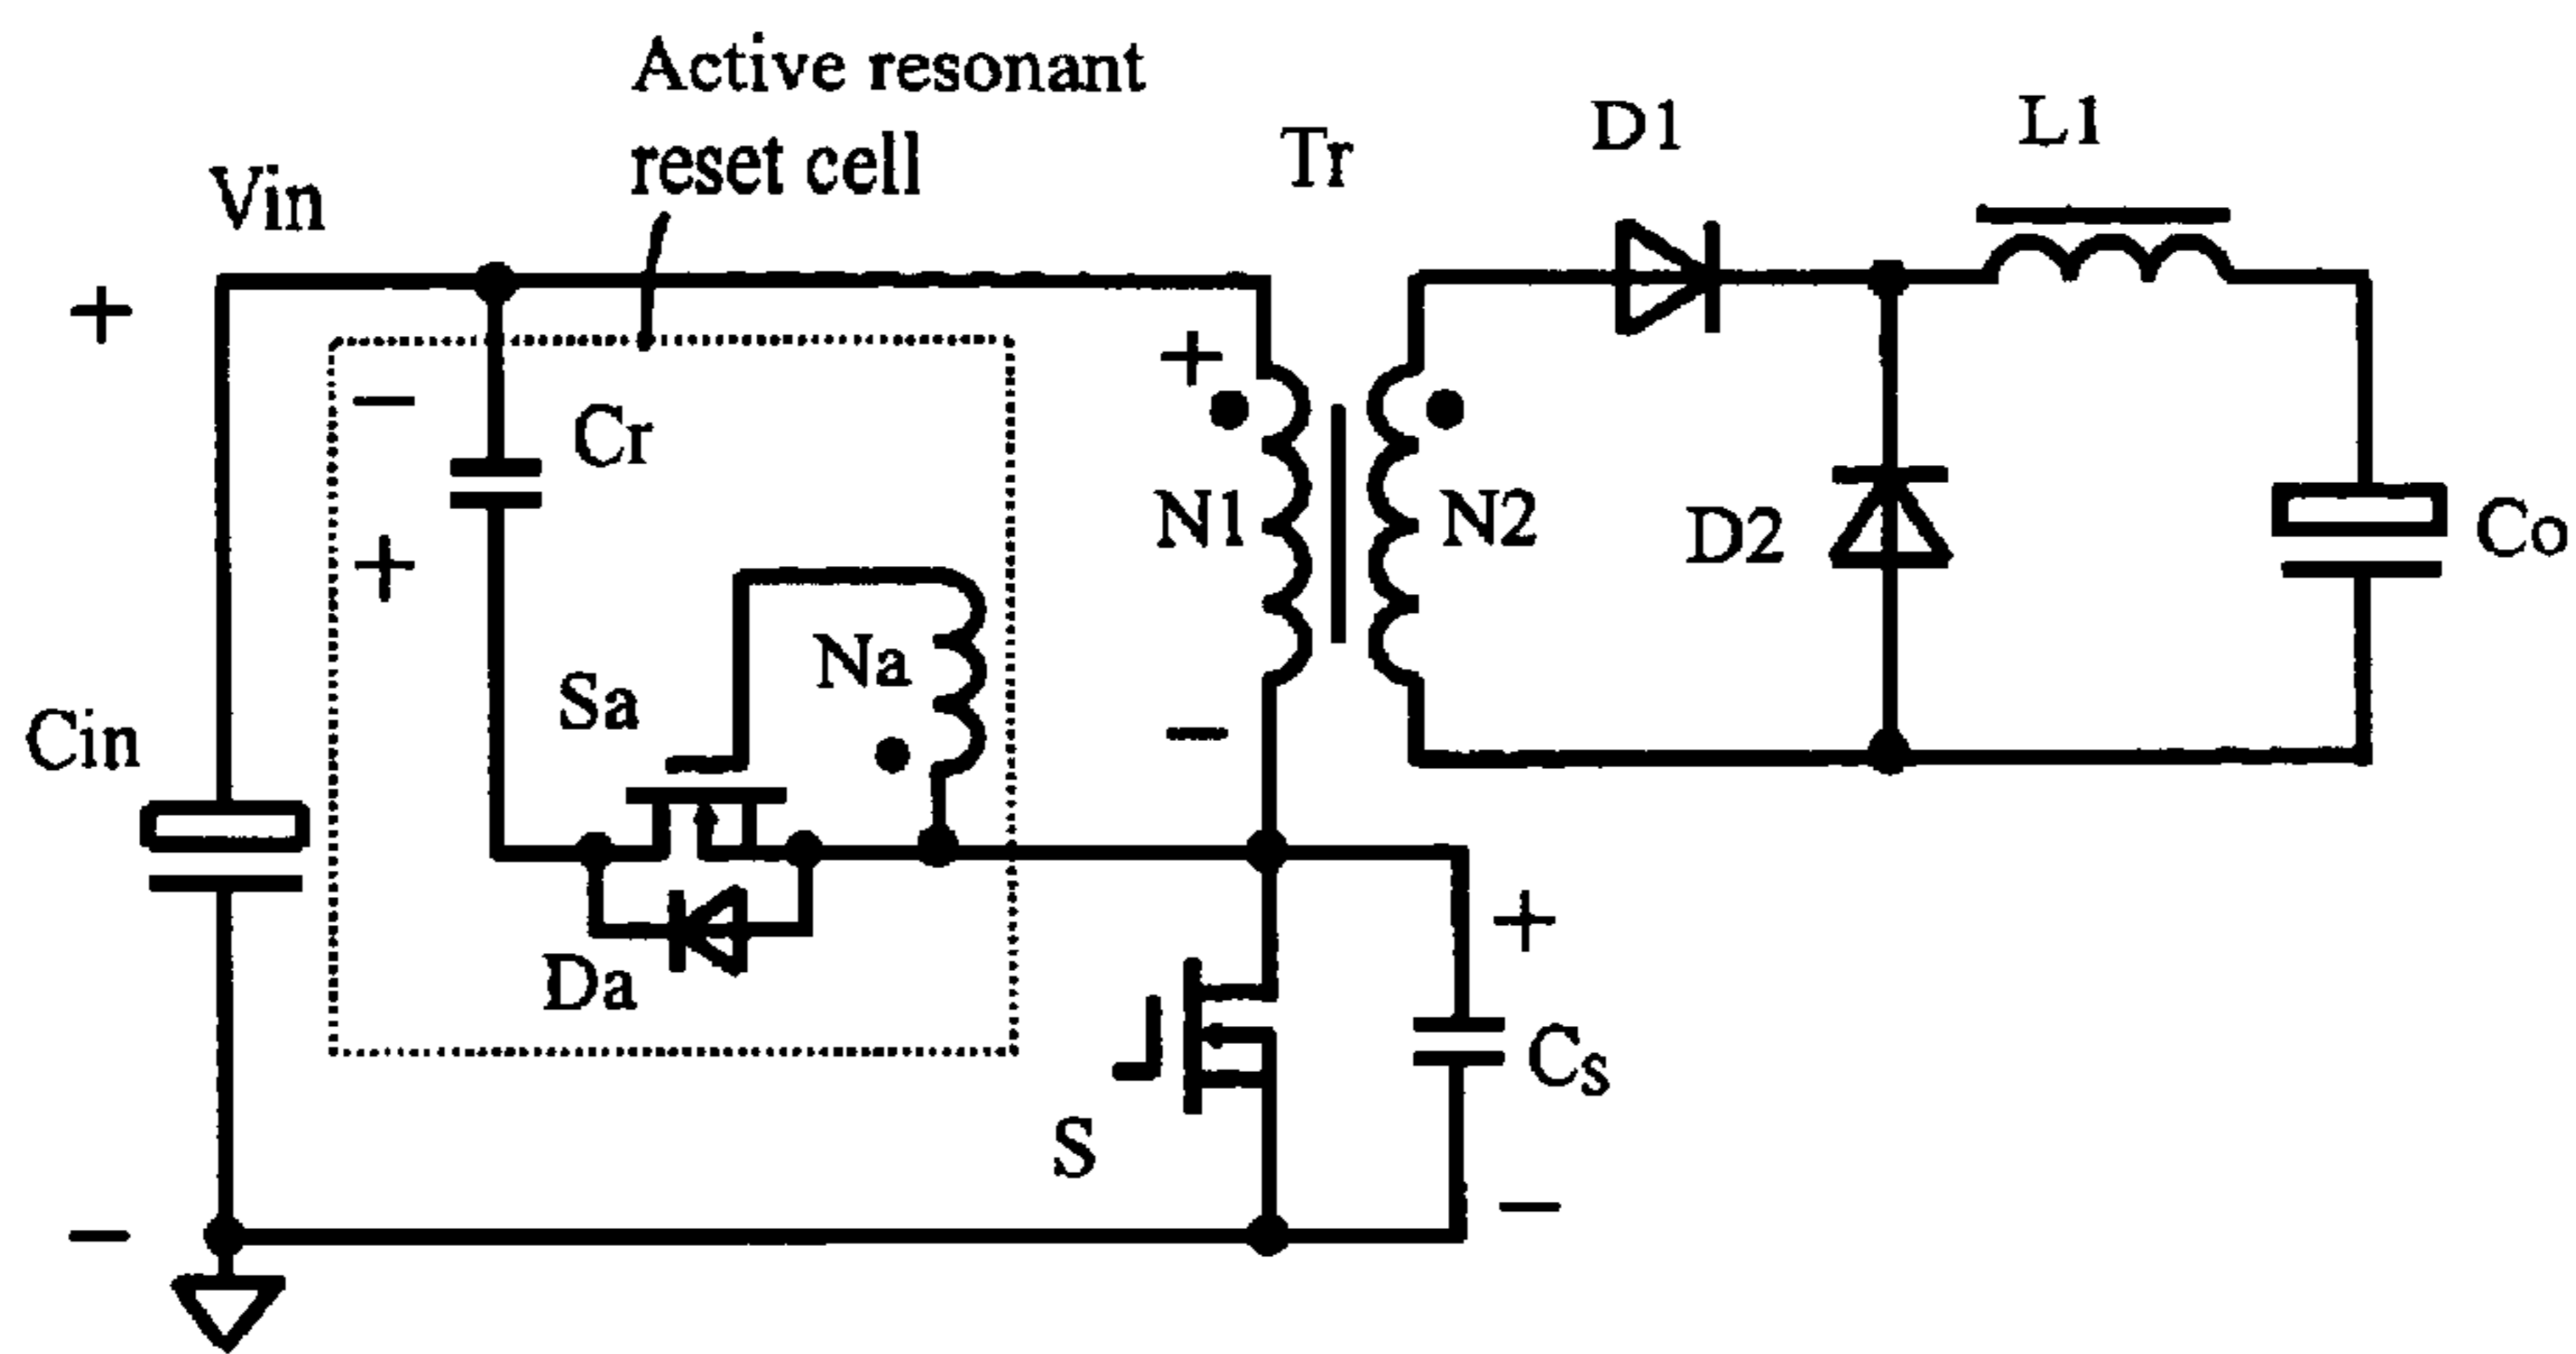 Active resonant
reset cell
Vin
Tr
D1
L1
+
+
−
Cr
+
N1
N2
D2
Co
Na
Sa
Cin
−
Da
+
Cs
S
−
−